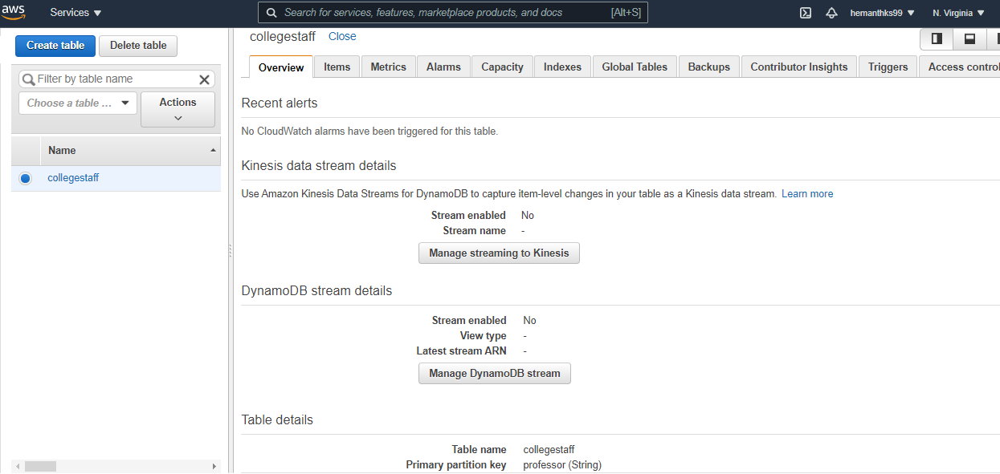 aws Services Search for services, features, marketplace products, and docs [Alt+S] hemanthks99 N. Virginia
Create table Delete table
Filter by table name
Choose a table ... Actions
Name
collegestaff
collegestaff Close
Overview Items Metrics Alarms Capacity Indexes Global Tables Backups Contributor Insights Triggers Access control
Recent alerts
No CloudWatch alarms have been triggered for this table.
Kinesis data stream details
Use Amazon Kinesis Data Streams for DynamoDB to capture item-level changes in your table as a Kinesis data stream. Learn more
Stream enabled No
Stream name -
Manage streaming to Kinesis
DynamoDB stream details
Stream enabled No
View type -
Latest stream ARN -
Manage DynamoDB stream
Table details
Table name collegestaff
Primary partition key professor (String)